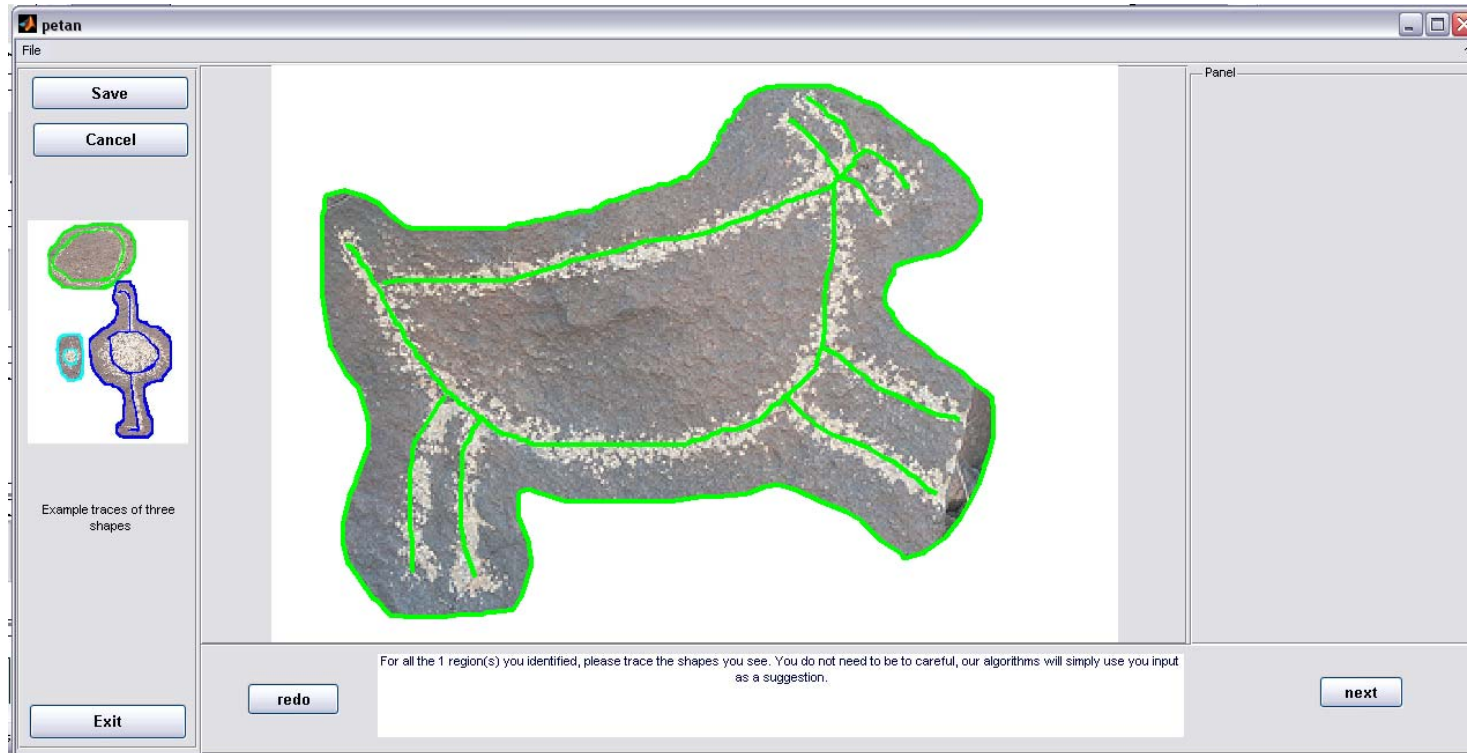 petan
File
Save
Cancel
Example traces of three
shapes
Exit
Panel
For all the 1 region(s) you identified, please trace the shapes you see. You do not need to be to careful, our algorithms will simply use you input
as a suggestion.
redo
next